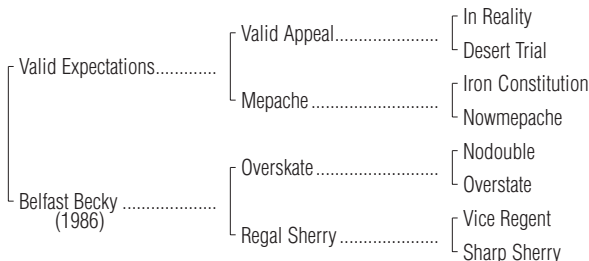 In Reality
Valid Appeal....................
Desert Trial
Valid Expectations.............
Iron Constitution
Mepache ........................
Nowmepache
Nodouble
Overskate .......................
Overstate
Belfast Becky ....................
(1986)
Vice Regent
Regal Sherry ...................
Sharp Sherry